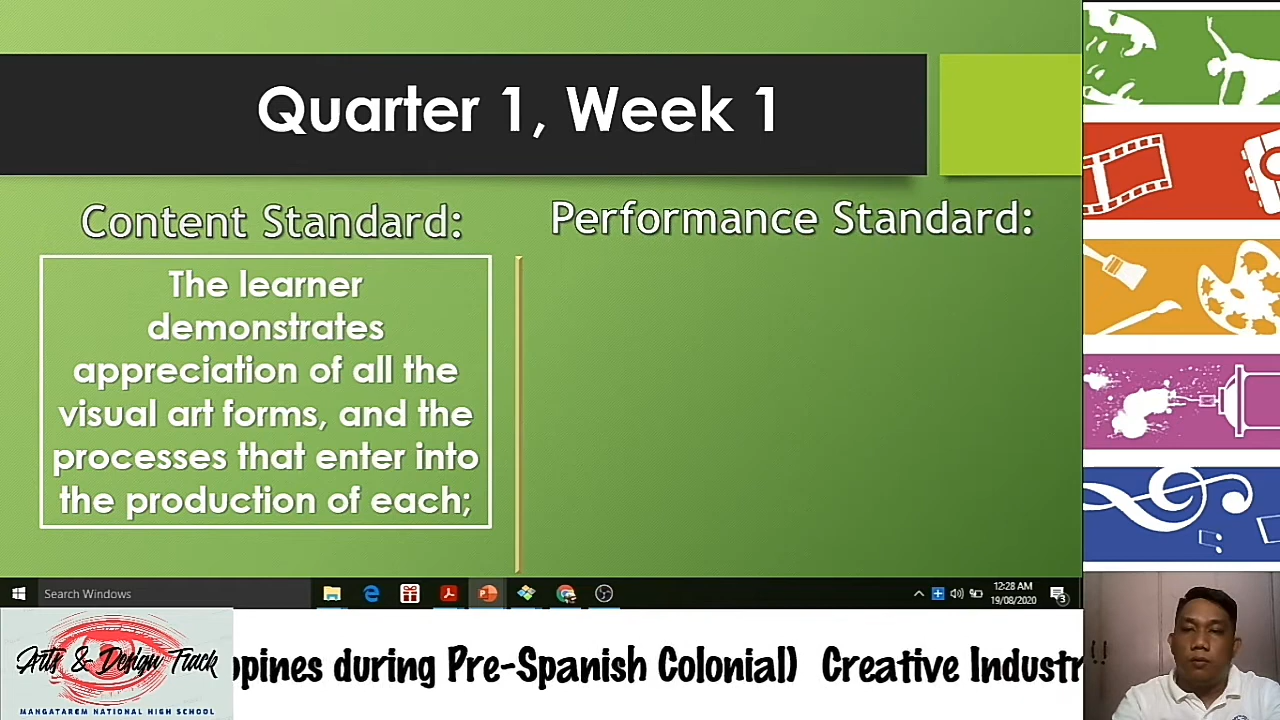 Quarter 1, Week 1
Content Standard:
The learner
demonstrates
appreciation of all the
visual art forms, and the
processes that enter into
the production of each;
Performance Standard:
Search Windows
12:28 AM
19/08/2020
3
Arts & Design Track
MANGATAREM NATIONAL HIGH SCHOOL
ppines during Pre-Spanish Colonial) Creative Industr